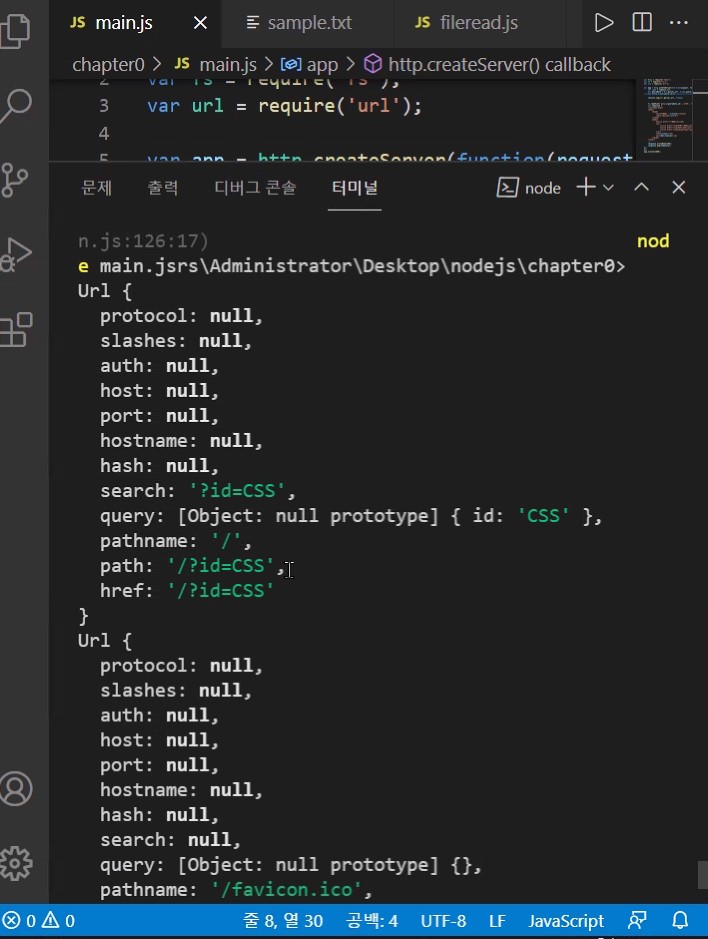 JS main.js × sample.txt JS fileread.js ···
chapter0 > JS main.js > app > http.createServer() callback
2 var fs = require('fs');
3 var url = require('url');
4
5 var app = http.createServer(function(request
문제 출력 디버그 콘솔 터미널 node
n.js:126:17) nod
e main.jsrs\Administrator\Desktop\nodejs\chapter0>
Url {
protocol: null,
slashes: null,
auth: null,
host: null,
port: null,
hostname: null,
hash: null,
search: '?id=CSS',
query: [Object: null prototype] { id: 'CSS' },
pathname: '/',
path: '/?id=CSS',
href: '/?id=CSS'
}
Url {
protocol: null,
slashes: null,
auth: null,
host: null,
port: null,
hostname: null,
hash: null,
search: null,
query: [Object: null prototype] {},
pathname: '/favicon.ico',
0 0 줄 8, 열 30 공백: 4 UTF-8 LF JavaScript